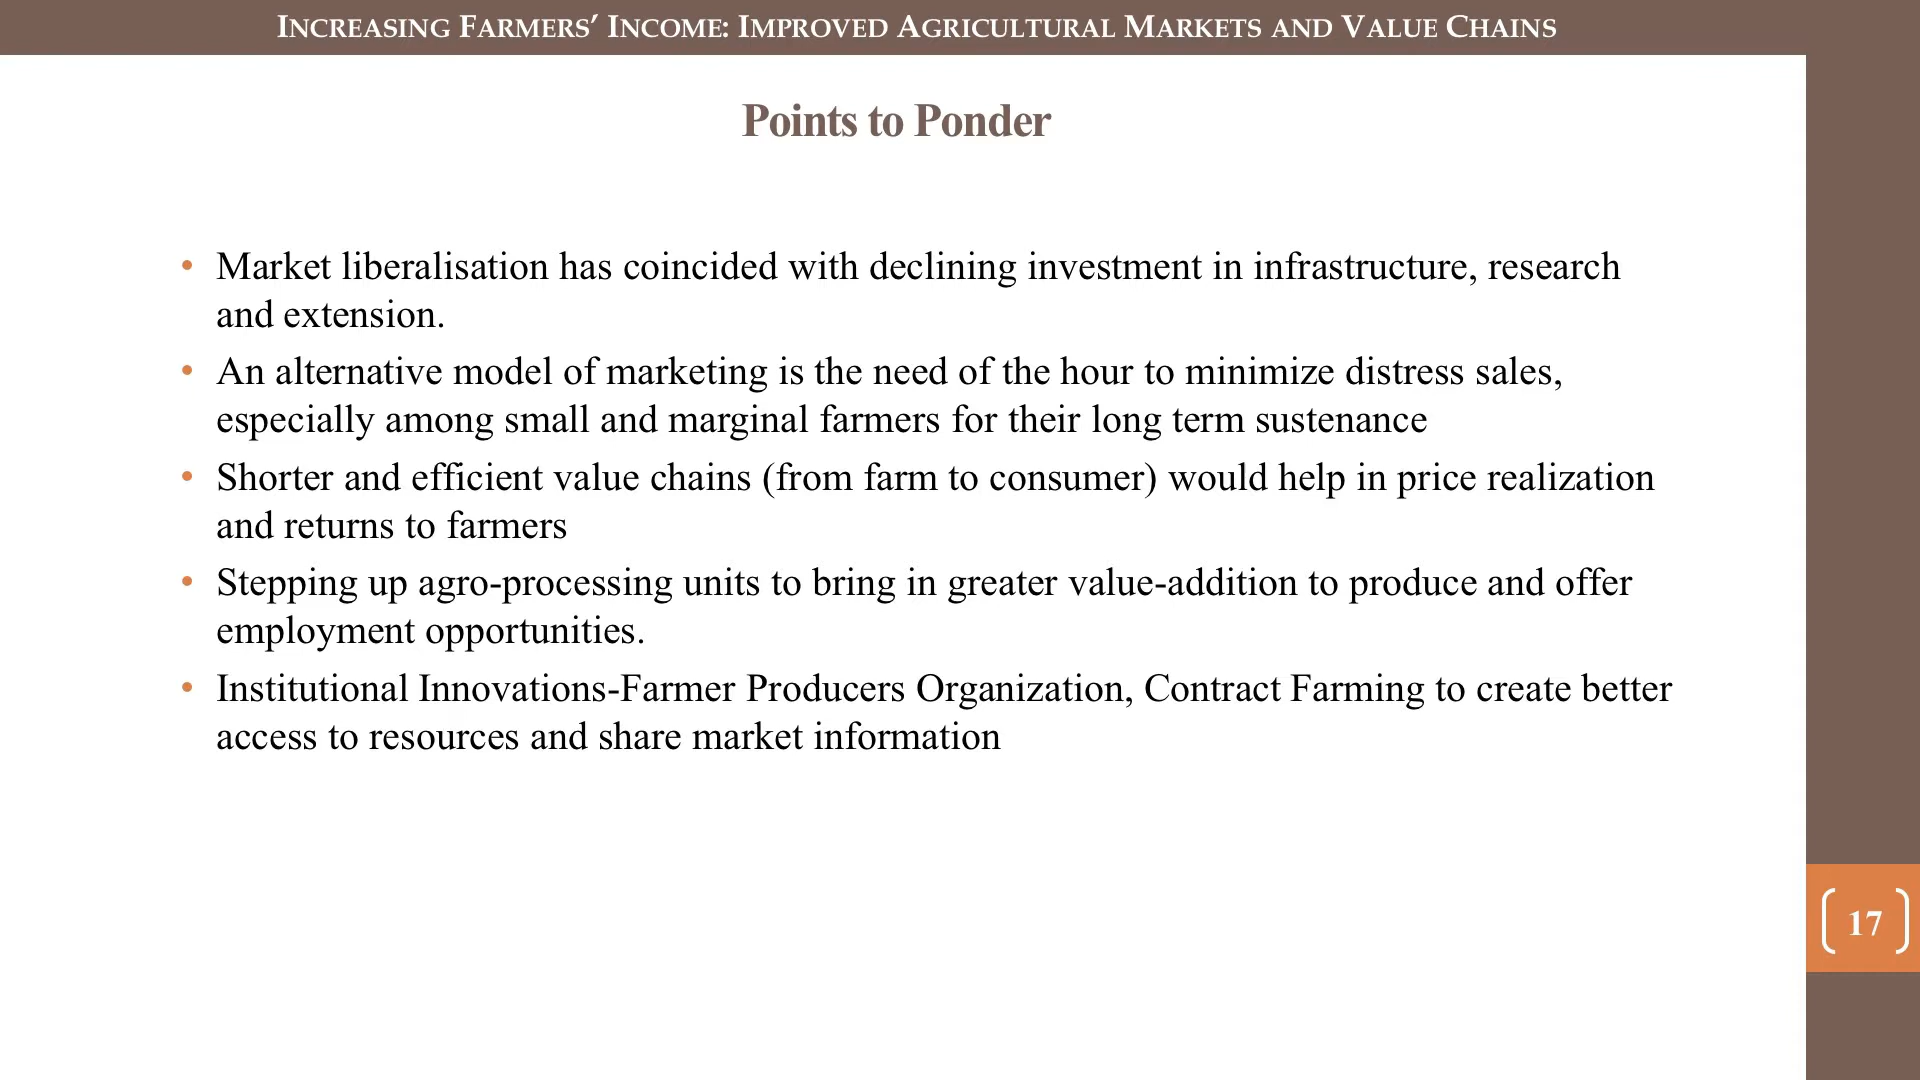 INCREASING FARMERS’ INCOME: IMPROVED AGRICULTURAL MARKETS AND VALUE CHAINS
Points to Ponder
• Market liberalisation has coincided with declining investment in infrastructure, research
and extension.
• An alternative model of marketing is the need of the hour to minimize distress sales,
especially among small and marginal farmers for their long term sustenance
• Shorter and efficient value chains (from farm to consumer) would help in price realization
and returns to farmers
• Stepping up agro-processing units to bring in greater value-addition to produce and offer
employment opportunities.
• Institutional Innovations-Farmer Producers Organization, Contract Farming to create better
access to resources and share market information
17